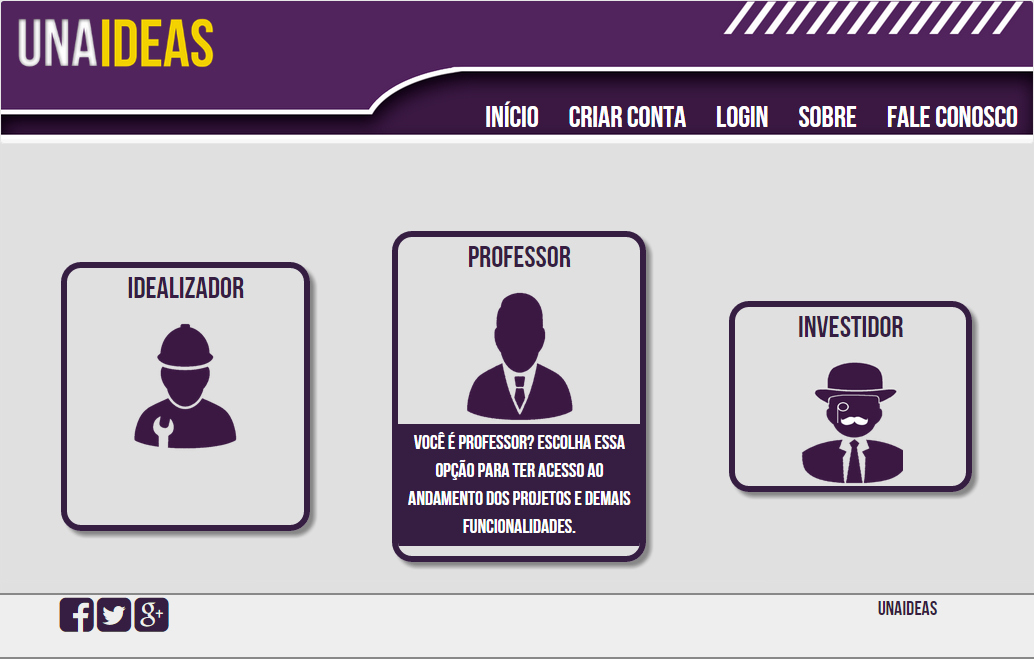 UNAIDEAS
INÍCIO CRIAR CONTA LOGIN SOBRE FALE CONOSCO
IDEALIZADOR
PROFESSOR
VOCÊ É PROFESSOR? ESCOLHA ESSA
OPÇÃO PARA TER ACESSO AO
ANDAMENTO DOS PROJETOS E DEMAIS
FUNCIONALIDADES.
INVESTIDOR
UNAIDEAS